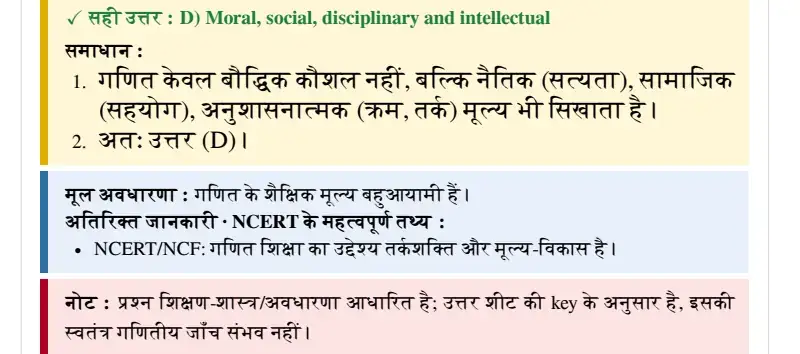 ✓ सही उत्तर : D) Moral, social, disciplinary and intellectual
समाधान :
1. गणित केवल बौद्धिक कौशल नहीं, बल्कि नैतिक (सत्यता), सामाजिक
(सहयोग), अनुशासनात्मक (क्रम, तर्क) मूल्य भी सिखाता है।
2. अतः उत्तर (D)।
मूल अवधारणा : गणित के शैक्षिक मूल्य बहुआयामी हैं।
अतिरिक्त जानकारी · NCERT के महत्वपूर्ण तथ्य :
• NCERT/NCF: गणित शिक्षा का उद्देश्य तर्कशक्ति और मूल्य-विकास है।
नोट : प्रश्न शिक्षण-शास्त्र/अवधारणा आधारित है; उत्तर शीट की key के अनुसार है, इसकी
स्वतंत्र गणितीय जाँच संभव नहीं।